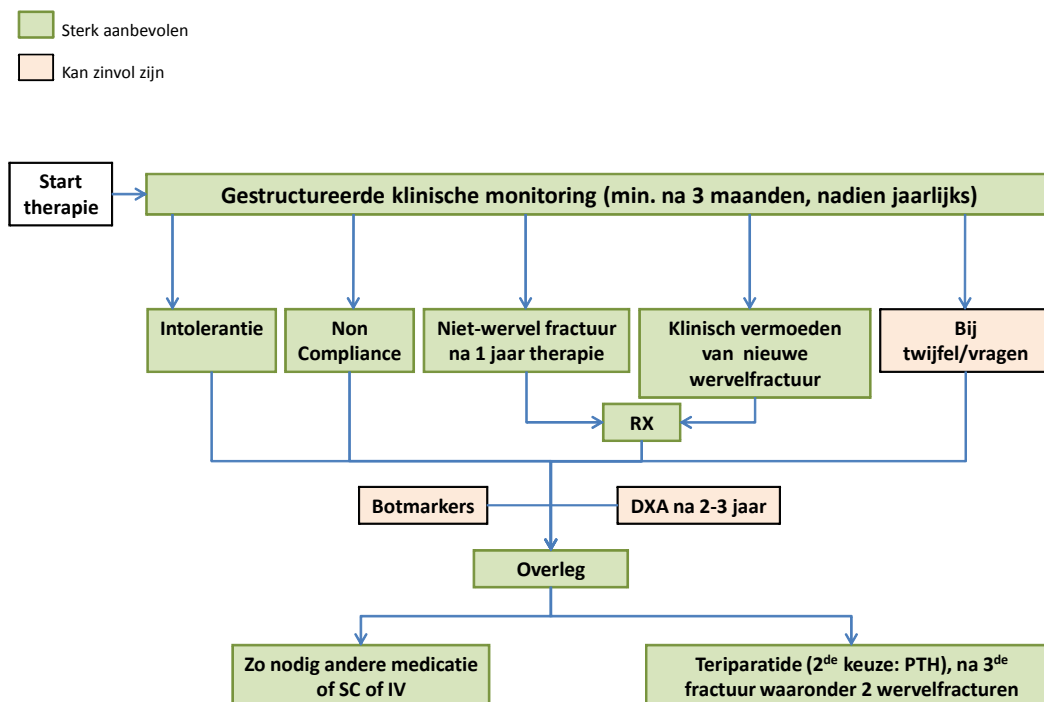 Sterk aanbevolen
Kan zinvol zijn
Start
therapie
Gestructureerde klinische monitoring (min. na 3 maanden, nadien jaarlijks)
Intolerantie
Non
Compliance
Niet-wervel fractuur
na 1 jaar therapie
Klinisch vermoeden
van nieuwe
wervelfractuur
Bij
twijfel/vragen
RX
Botmarkers
DXA na 2-3 jaar
Overleg
Zo nodig andere medicatie
of SC of IV
Teriparatide (2de keuze: PTH), na 3de
fractuur waaronder 2 wervelfracturen